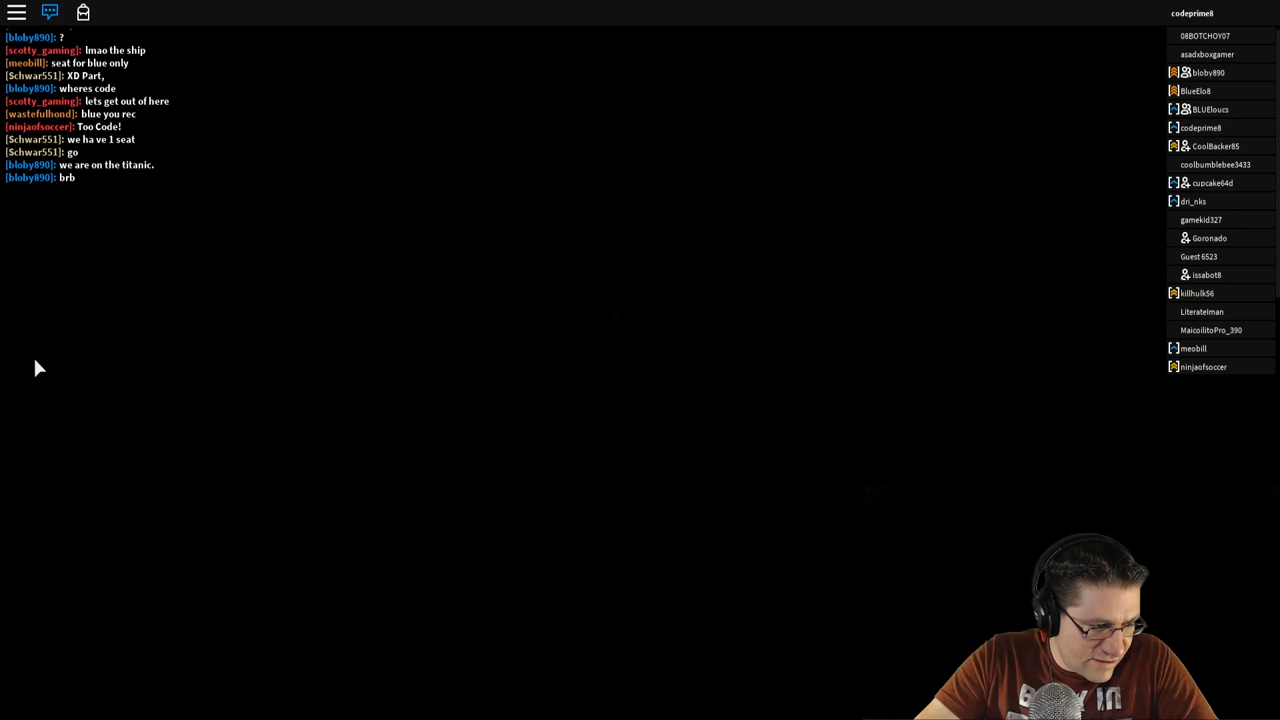 codeprime8
[bloby890]: ?
[scotty_gaming]: lmao the ship
[meobill]: seat for blue only
[Schwar551]: XD Part,
[bloby890]: wheres code
[scotty_gaming]: lets get out of here
[wastefulhond]: blue you rec
[ninjaofsoccer]: Too Code!
[Schwar551]: we ha ve 1 seat
[Schwar551]: go
[bloby890]: we are on the titanic.
[bloby890]: brb
08BOTCHOY07
asadxboxgamer
bloby890
BlueElo8
BLUEloucs
codeprime8
CoolBacker85
coolbumblebee3433
cupcake64d
dri_nks
gamekid327
Goronado
Guest 6523
issabot8
killhulk56
LiterateIman
MaicoilitoPro_390
meobill
ninjaofsoccer